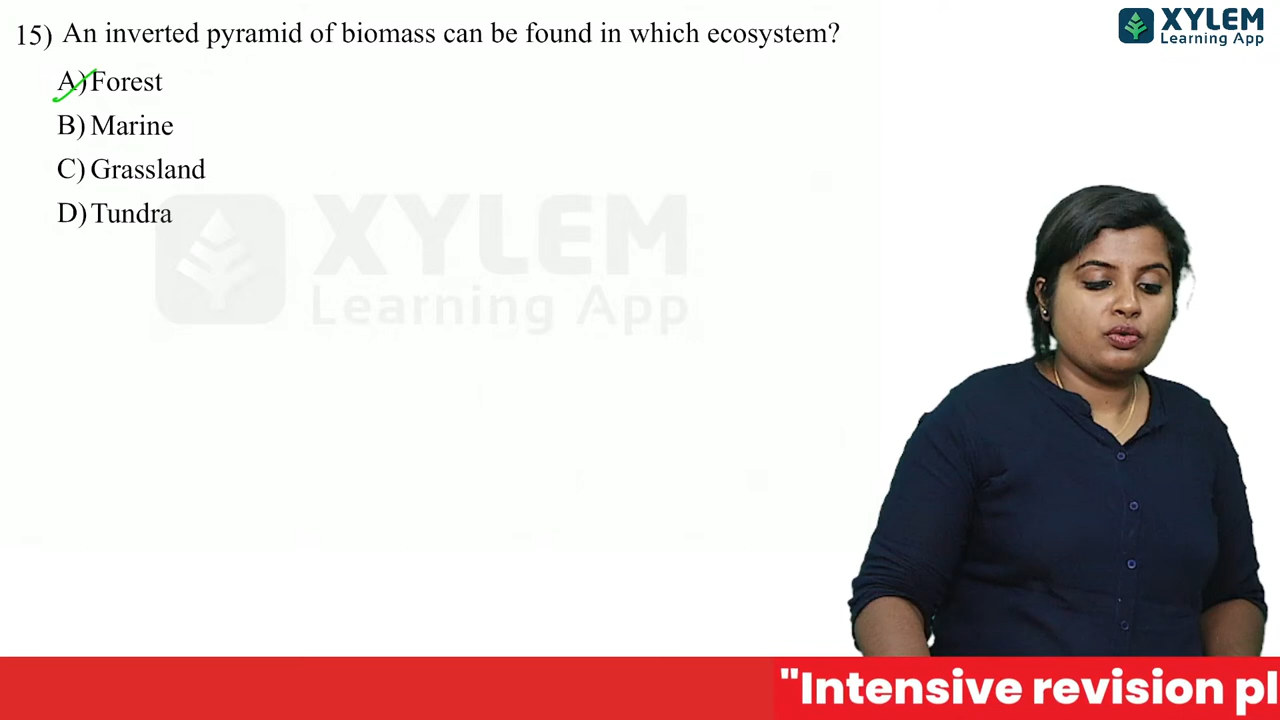 15) An inverted pyramid of biomass can be found in which ecosystem?
A) Forest
B) Marine
C) Grassland
D) Tundra
XYLEM
Learning App
XYLEM
Learning App
"Intensive revision pl